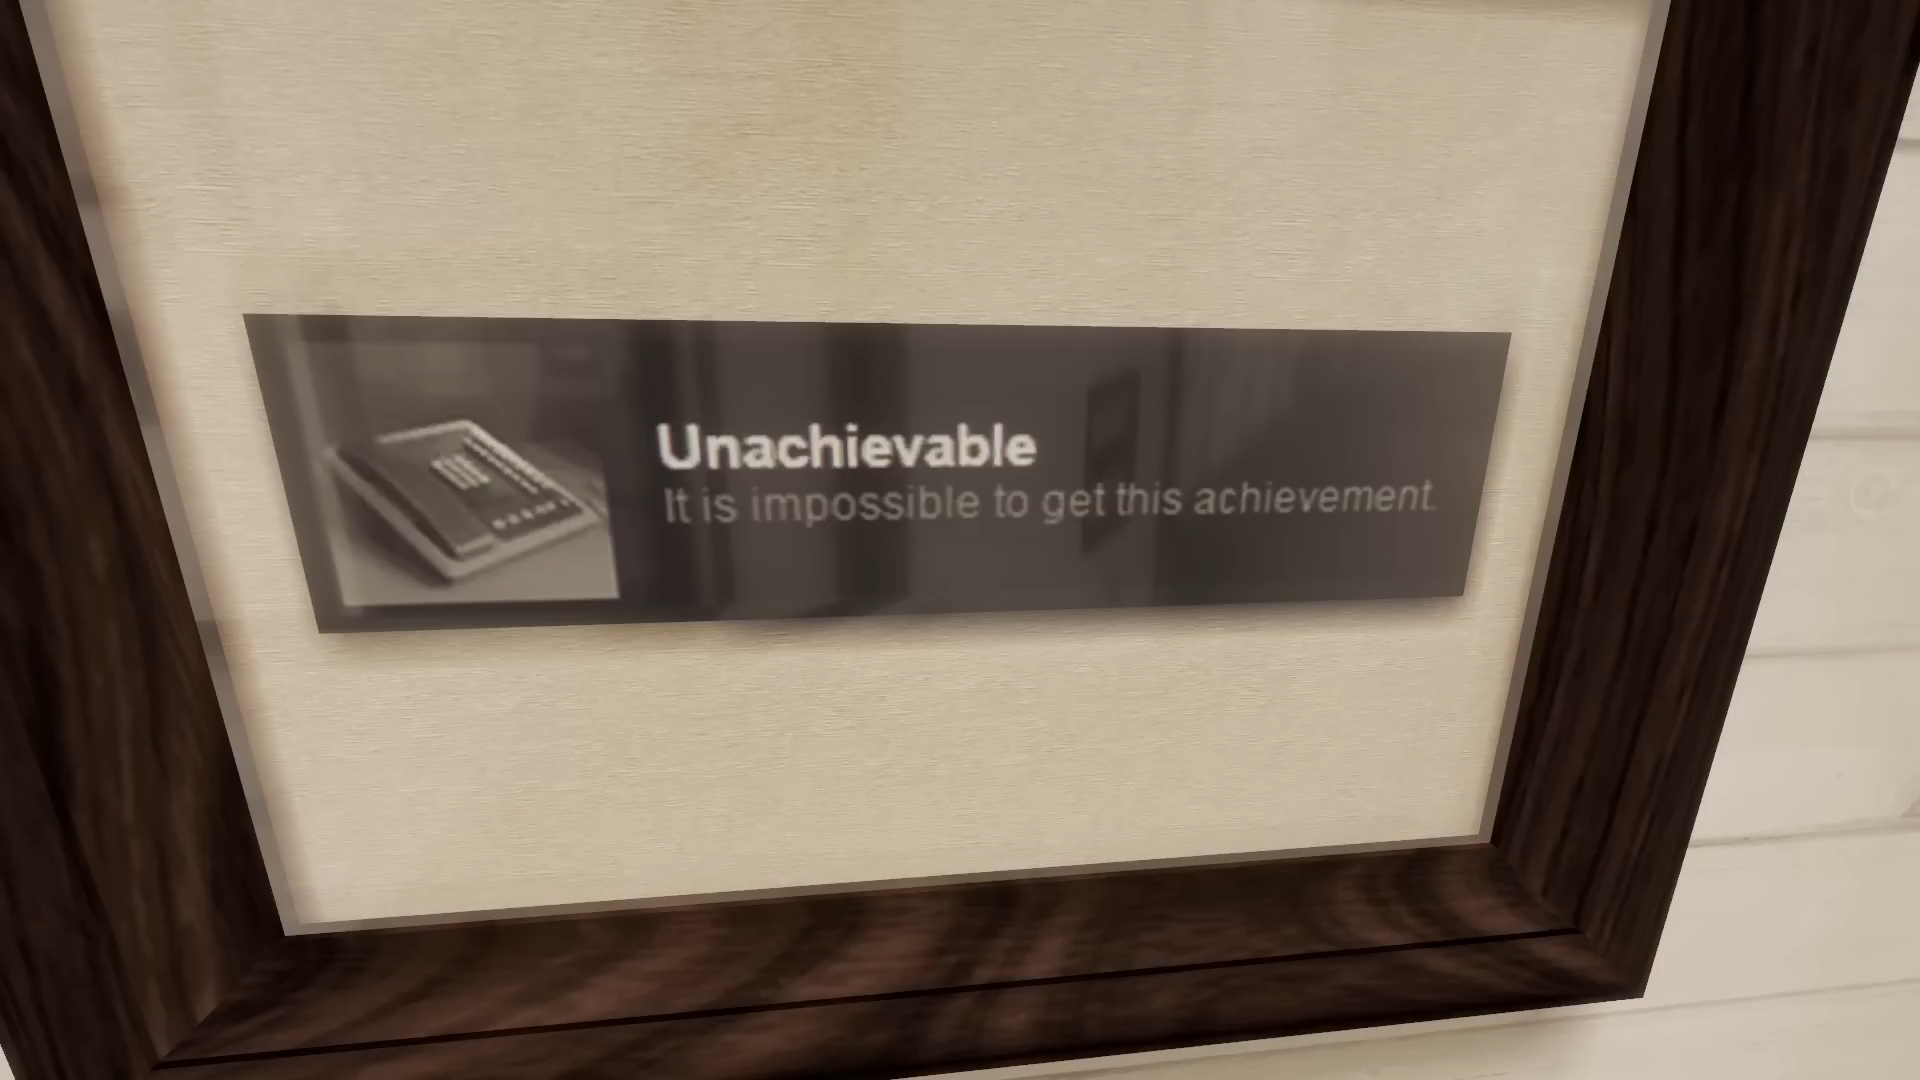 Unachievable
It is impossible to get this achievement.